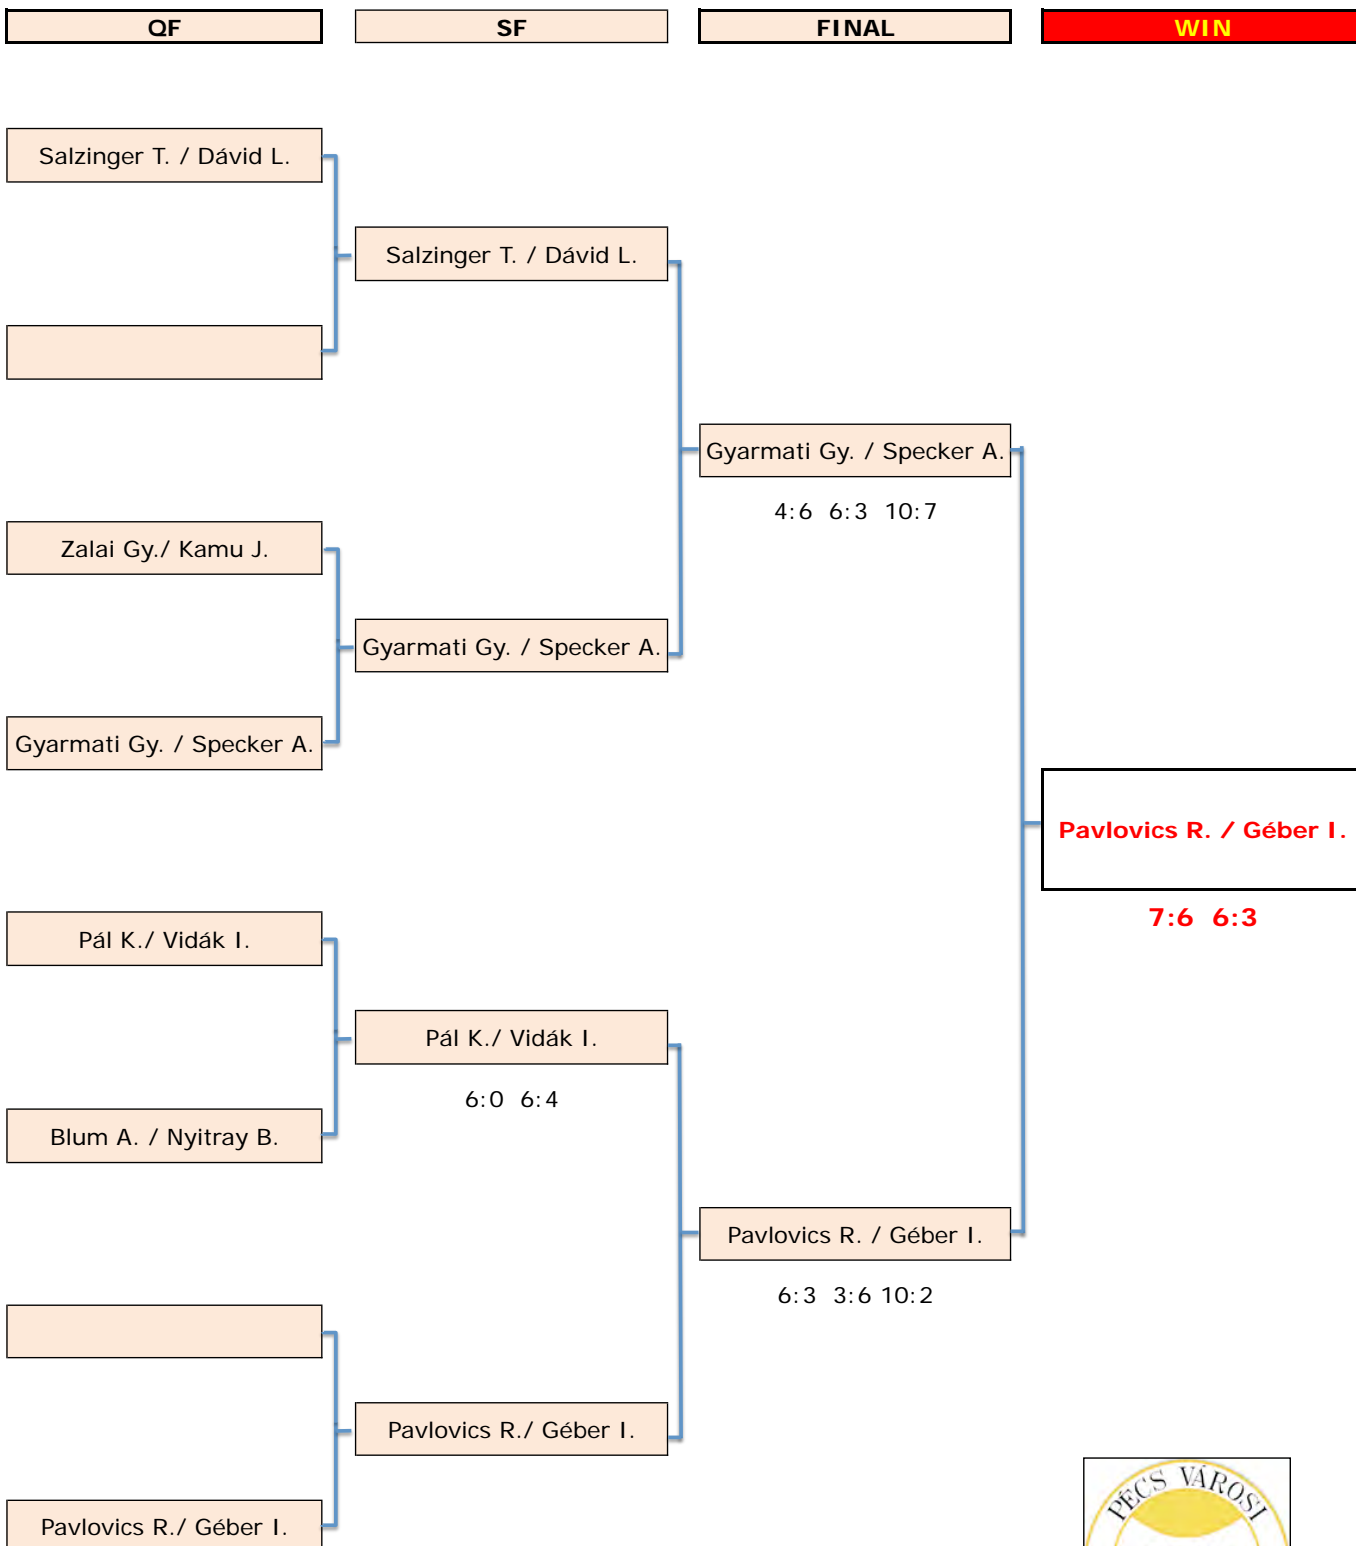 QF
SF
FINAL
WIN
Salzinger T. / Dávid L.
Salzinger T. / Dávid L.
Gyarmati Gy. / Specker A.
4:6 6:3 10:7
Zalai Gy./ Kamu J.
Gyarmati Gy. / Specker A.
Gyarmati Gy. / Specker A.
Pavlovics R. / Géber I.
7:6 6:3
Pál K./ Vidák I.
Pál K./ Vidák I.
6:0 6:4
Blum A. / Nyitray B.
Pavlovics R. / Géber I.
6:3 3:6 10:2
Pavlovics R./ Géber I.
Pavlovics R./ Géber I.
PÉCS VÁROSI